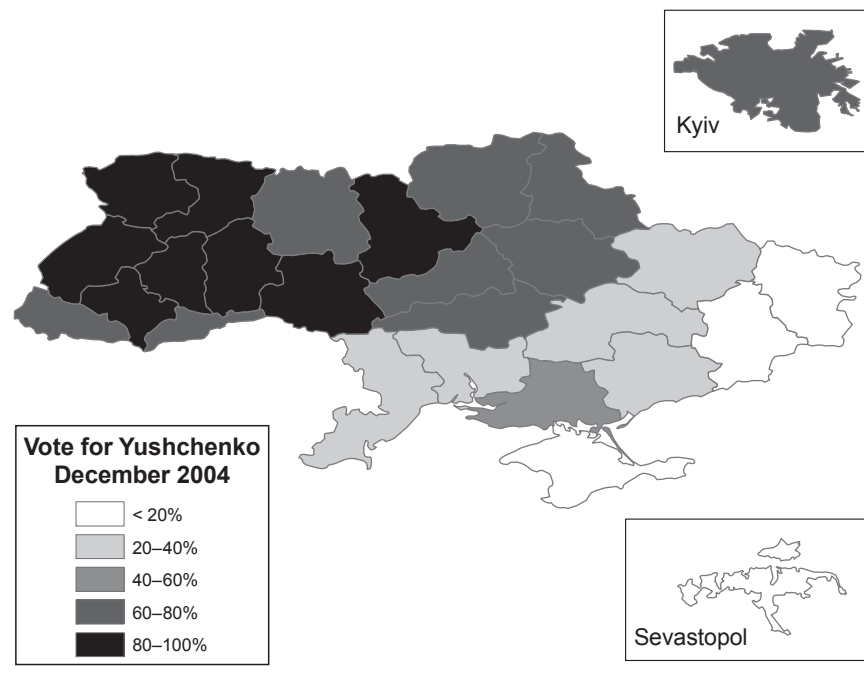 Kyiv
Vote for Yushchenko
December 2004
< 20%
20–40%
40–60%
60–80%
80–100%
Sevastopol